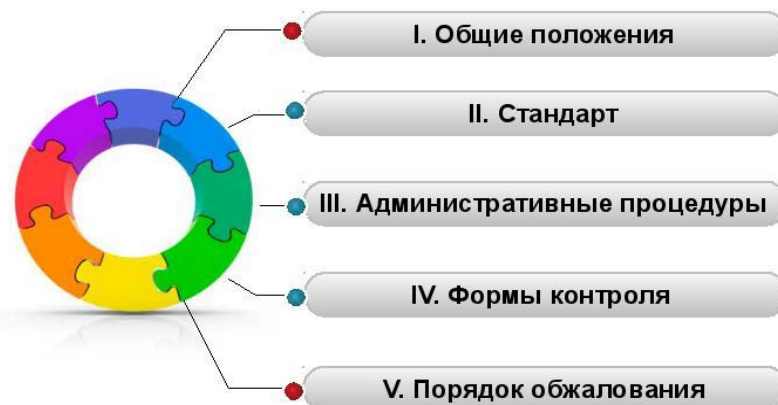 I. Общие положения
II. Стандарт
III. Административные процедуры
IV. Формы контроля
V. Порядок обжалования